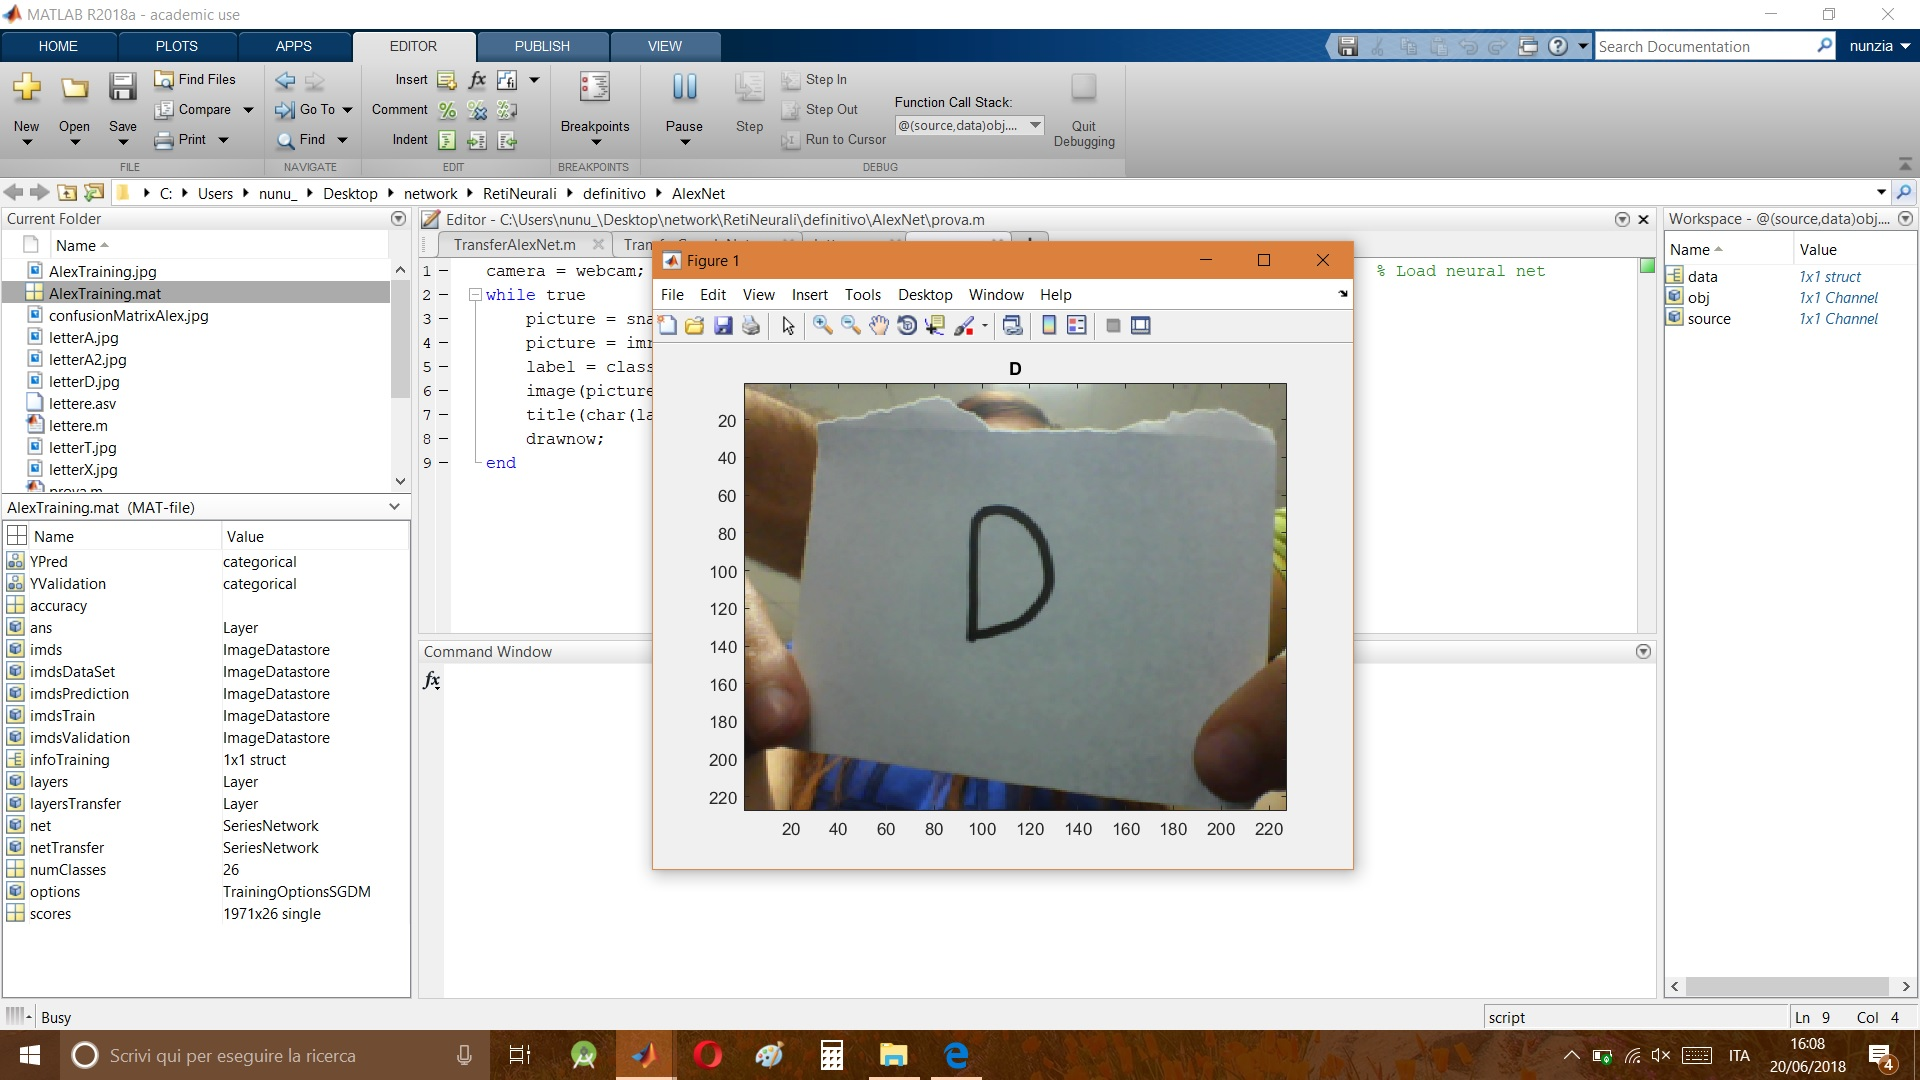 MATLAB R2018a - academic use
HOME PLOTS APPS EDITOR PUBLISH VIEW
Search Documentation
nunzia
New Open Save
Find Files
Compare
Print
FILE
Go To
Find
NAVIGATE
Insert
Comment
Indent
EDIT
Breakpoints
BREAKPOINTS
Pause
Step
Step In
Step Out
Run to Cursor
Function Call Stack:
@(source,data)obj....
Quit
Debugging
DEBUG
C: Users nunu_ Desktop network RetiNeurali definitivo AlexNet
Current Folder
Name
AlexTraining.jpg
AlexTraining.mat
confusionMatrixAlex.jpg
letterA.jpg
letterA2.jpg
letterD.jpg
lettere.asv
lettere.m
letterT.jpg
letterX.jpg
prova.m
AlexTraining.mat (MAT-file)
Name Value
YPred categorical
YValidation categorical
accuracy
ans Layer
imds ImageDatastore
imdsDataSet ImageDatastore
imdsPrediction ImageDatastore
imdsTrain ImageDatastore
imdsValidation ImageDatastore
infoTraining 1x1 struct
layers Layer
layersTransfer Layer
net SeriesNetwork
netTransfer SeriesNetwork
numClasses 26
options TrainingOptionsSGDM
scores 1971x26 single
Editor - C:\Users\nunu_\Desktop\network\RetiNeurali\definitivo\AlexNet\prova.m
TransferAlexNet.m
1 camera = webcam; % Load neural net
2 while true
3 picture = sna
4 picture = imr
5 label = class
6 image(picture
7 title(char(la
8 drawnow;
9 end
Command Window
fx
Figure 1
File Edit View Insert Tools Desktop Window Help
D
20
40
60
80
100
120
140
160
180
200
220
D
20 40 60 80 100 120 140 160 180 200 220
Workspace - @(source,data)obj....
Name Value
data 1x1 struct
obj 1x1 Channel
source 1x1 Channel
Busy
script
Ln 9 Col 4
Scrivi qui per eseguire la ricerca
ITA
16:08
20/06/2018
4